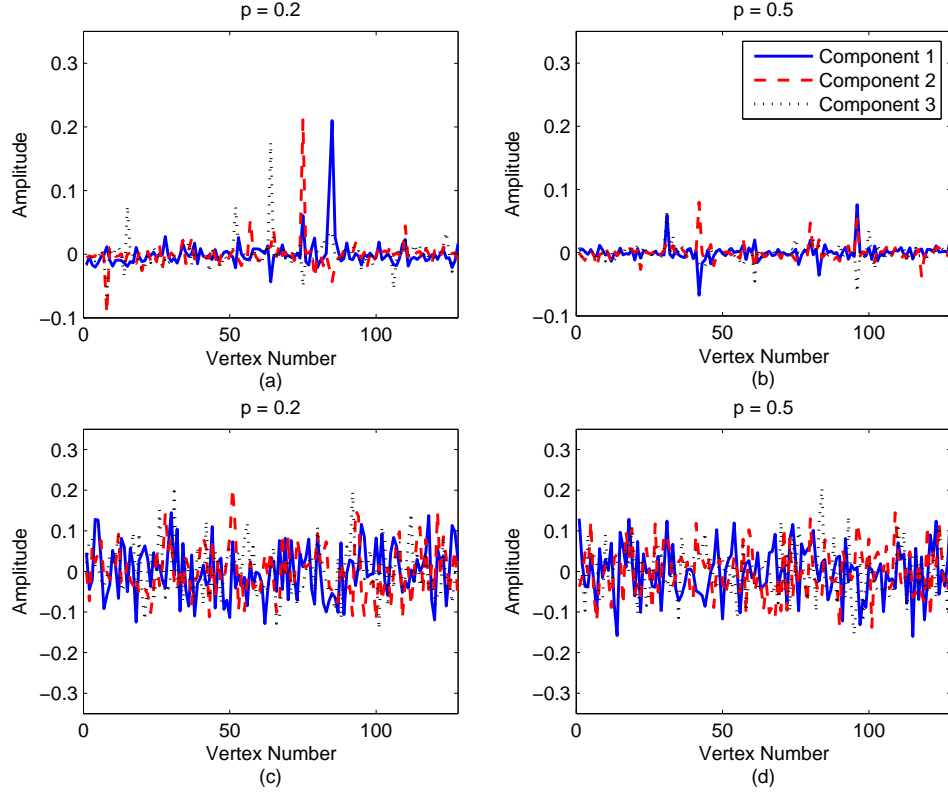 p = 0.2
0.3
0.2
0.1
0
−0.1
Amplitude
0
50
100
Vertex Number
(a)
p = 0.5
0.3
0.2
0.1
0
−0.1
Amplitude
Component 1
Component 2
Component 3
0
50
100
Vertex Number
(b)
p = 0.2
0.3
0.2
0.1
0
−0.1
−0.2
−0.3
Amplitude
0
50
100
Vertex Number
(c)
p = 0.5
0.3
0.2
0.1
0
−0.1
−0.2
−0.3
Amplitude
0
50
100
Vertex Number
(d)